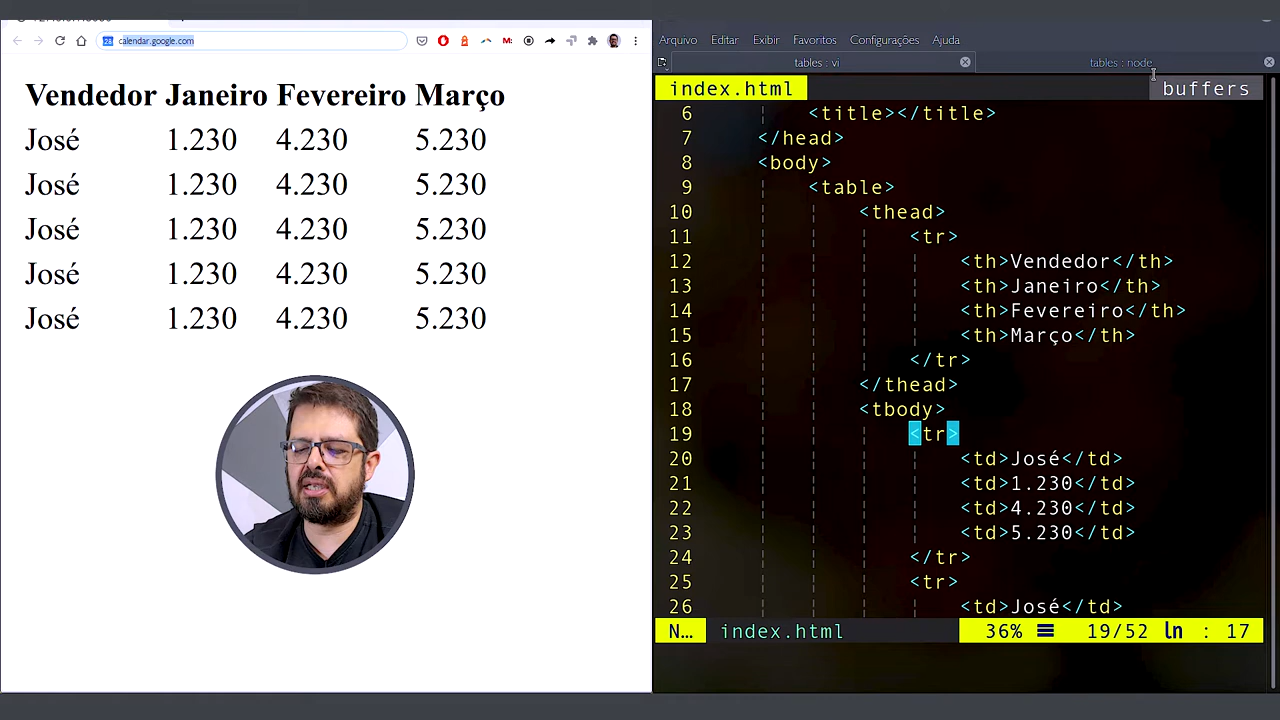 calendar.google.com
Vendedor Janeiro Fevereiro Março
José 1.230 4.230 5.230
José 1.230 4.230 5.230
José 1.230 4.230 5.230
José 1.230 4.230 5.230
José 1.230 4.230 5.230
Arquivo Editar Exibir Favoritos Configurações Ajuda
tables : vi tables : node
index.html buffers
6 <title></title>
7 </head>
8 <body>
9 <table>
10 <thead>
11 <tr>
12 <th>Vendedor</th>
13 <th>Janeiro</th>
14 <th>Fevereiro</th>
15 <th>Março</th>
16 </tr>
17 </thead>
18 <tbody>
19 <tr>
20 <td>José</td>
21 <td>1.230</td>
22 <td>4.230</td>
23 <td>5.230</td>
24 </tr>
25 <tr>
26 <td>José</td>
N... index.html 36% ☰ 19/52 ln : 17